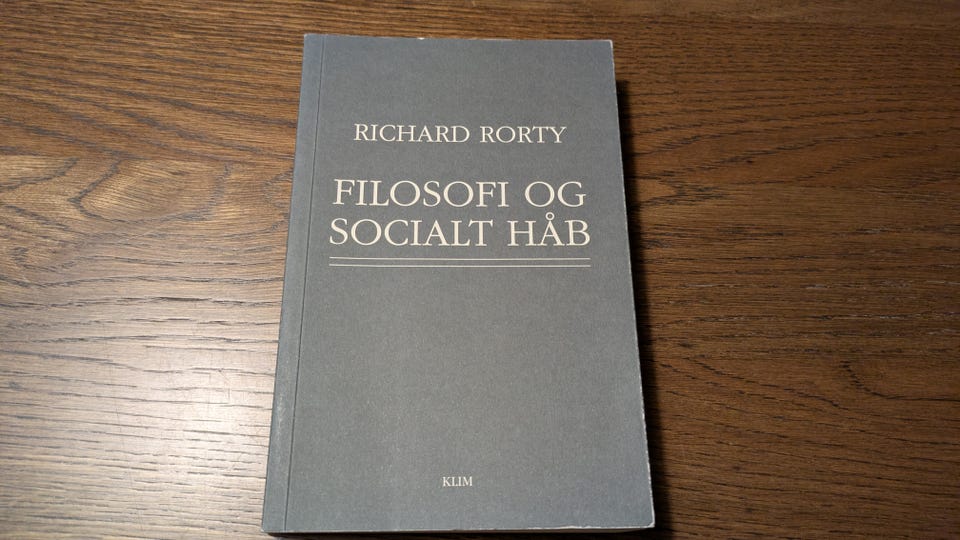 RICHARD RORTY
FILOSOFI OG
SOCIALT HÅB
KLIM